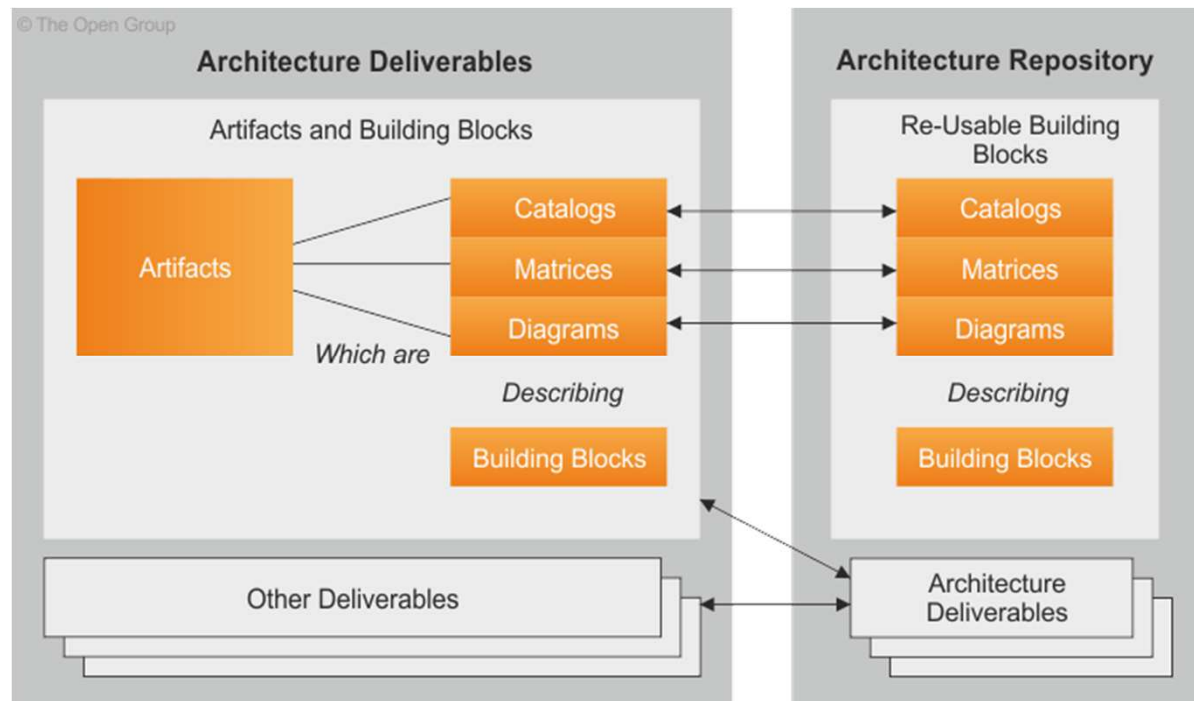 © The Open Group
Architecture Deliverables
Artifacts and Building Blocks
Artifacts
Which are
Catalogs
Matrices
Diagrams
Describing
Building Blocks
Other Deliverables
Architecture Repository
Re-Usable Building
Blocks
Catalogs
Matrices
Diagrams
Describing
Building Blocks
Architecture
Deliverables